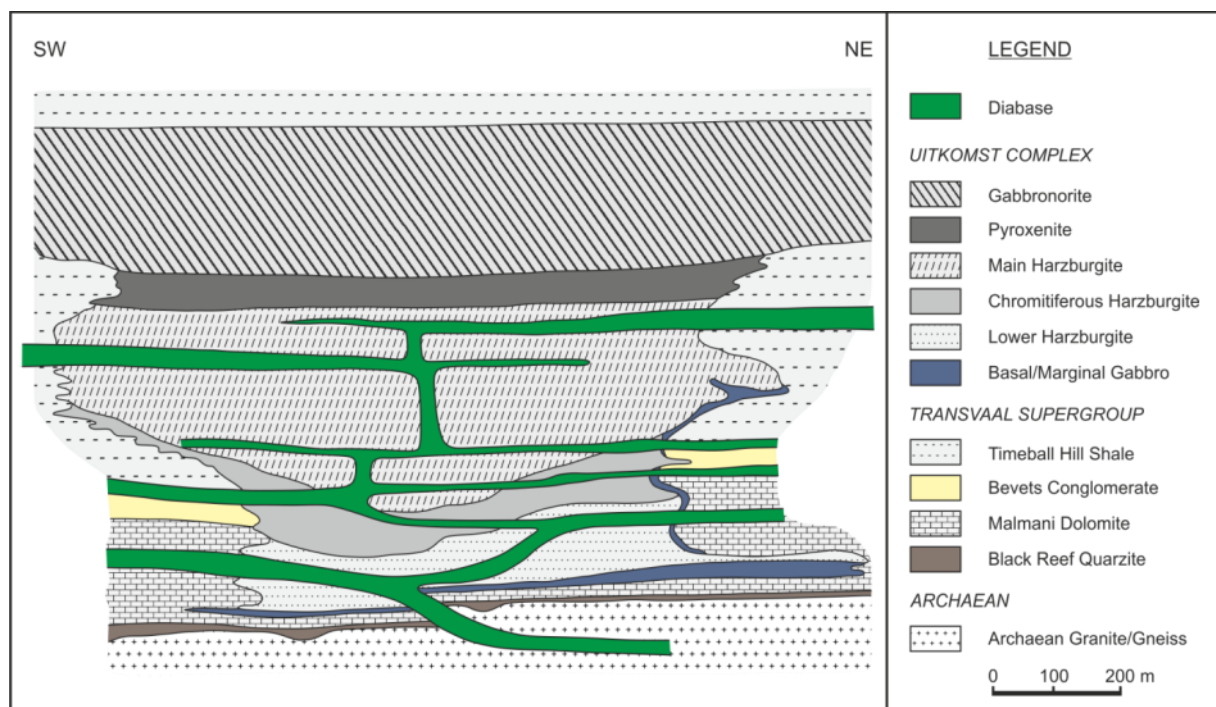 SW
NE
LEGEND
Diabase
UITKOMST COMPLEX
Gabbronorite
Pyroxenite
Main Harzburgite
Chromitiferous Harzburgite
Lower Harzburgite
Basal/Marginal Gabbro
TRANSVAAL SUPERGROUP
Timeball Hill Shale
Bevets Conglomerate
Malmani Dolomite
Black Reef Quarzite
ARCHAEAN
Archaean Granite/Gneiss
0 100 200 m